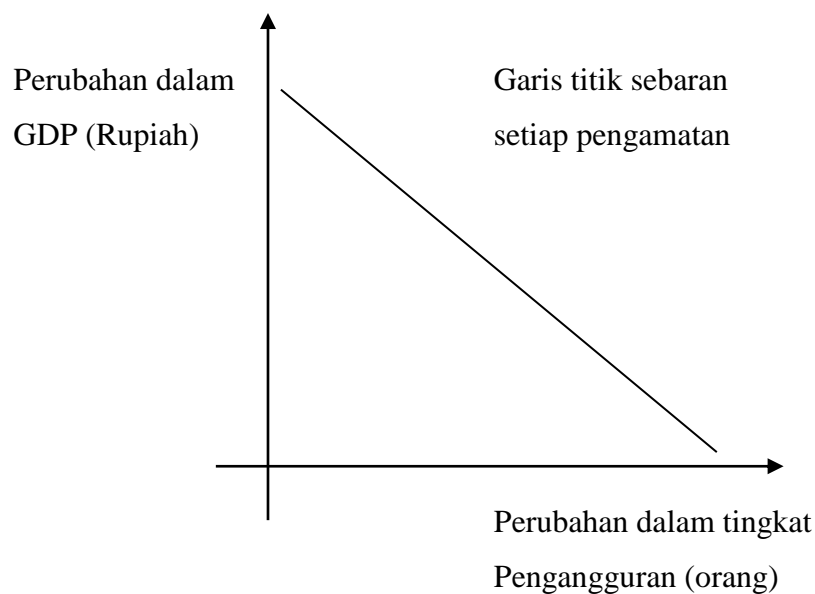 Perubahan dalam
GDP (Rupiah)
Garis titik sebaran
setiap pengamatan
Perubahan dalam tingkat
Pengangguran (orang)